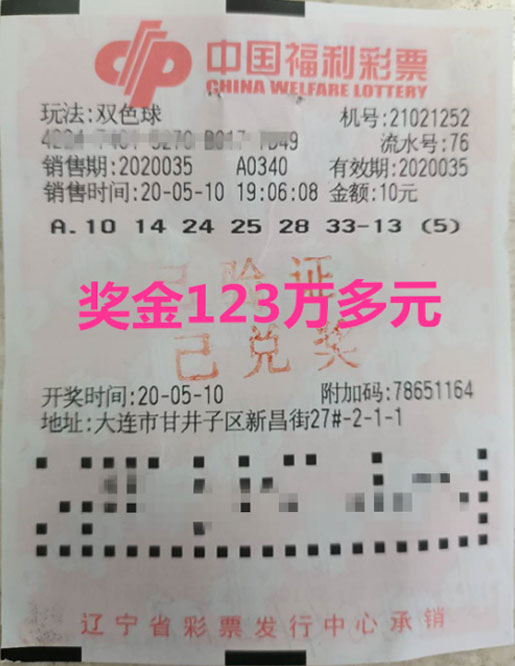 中国福利彩票
CHINA WELFARE LOTTERY
玩法:双色球 机号:21021252
流水号:76
销售期:2020035 A0340 有效期:2020035
销售时间:20-05-10 19:06:08 金额:10元
A. 10 14 24 25 28 33-13 (5)
已验证
奖金123万多元
已兑奖
开奖时间:20-05-10 附加码:78651164
地址:大连市甘井子区新昌街27#-2-1-1
辽宁省彩票发行中心承销